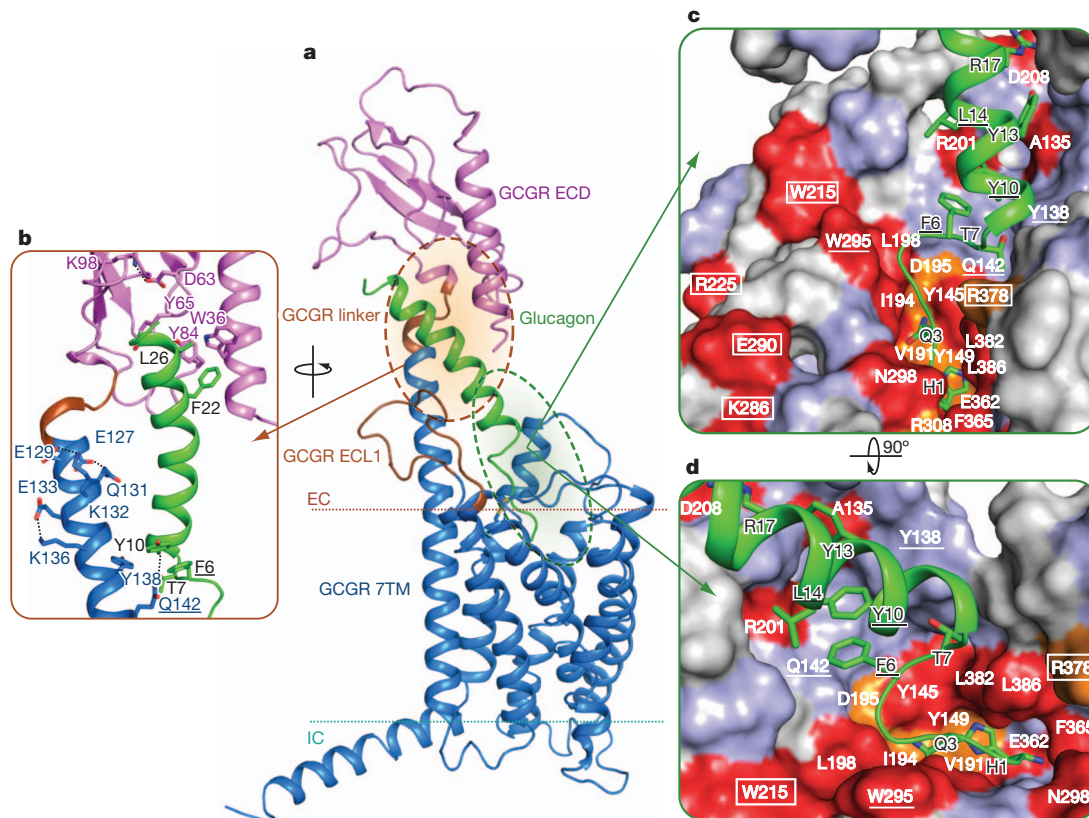 a
GCGR ECD
GCGR linker
Glucagon
GCGR ECL1
EC
GCGR 7TM
IC
b
K98
D63
Y65
W36
Y84
L26
F22
E127
E129
Q131
E133
K132
K136
Y10
Y138
F6
T7
Q142
c
R17
D208
L14
Y13
R201
A135
W215
Y10
Y138
F6
W295
L198
T7
D195
Q142
R225
I194
Y145
R378
Q3
E290
L382
V191
Y149
L386
N298
H1
E362
K286
R308
F365
90º
d
D208
A135
R17
Y138
Y13
L14
Y10
R201
Q142
F6
T7
L382
L386
R378
D195
Y145
Y149
F365
Q3
E362
L198
I194
V191
H1
W215
W295
N298